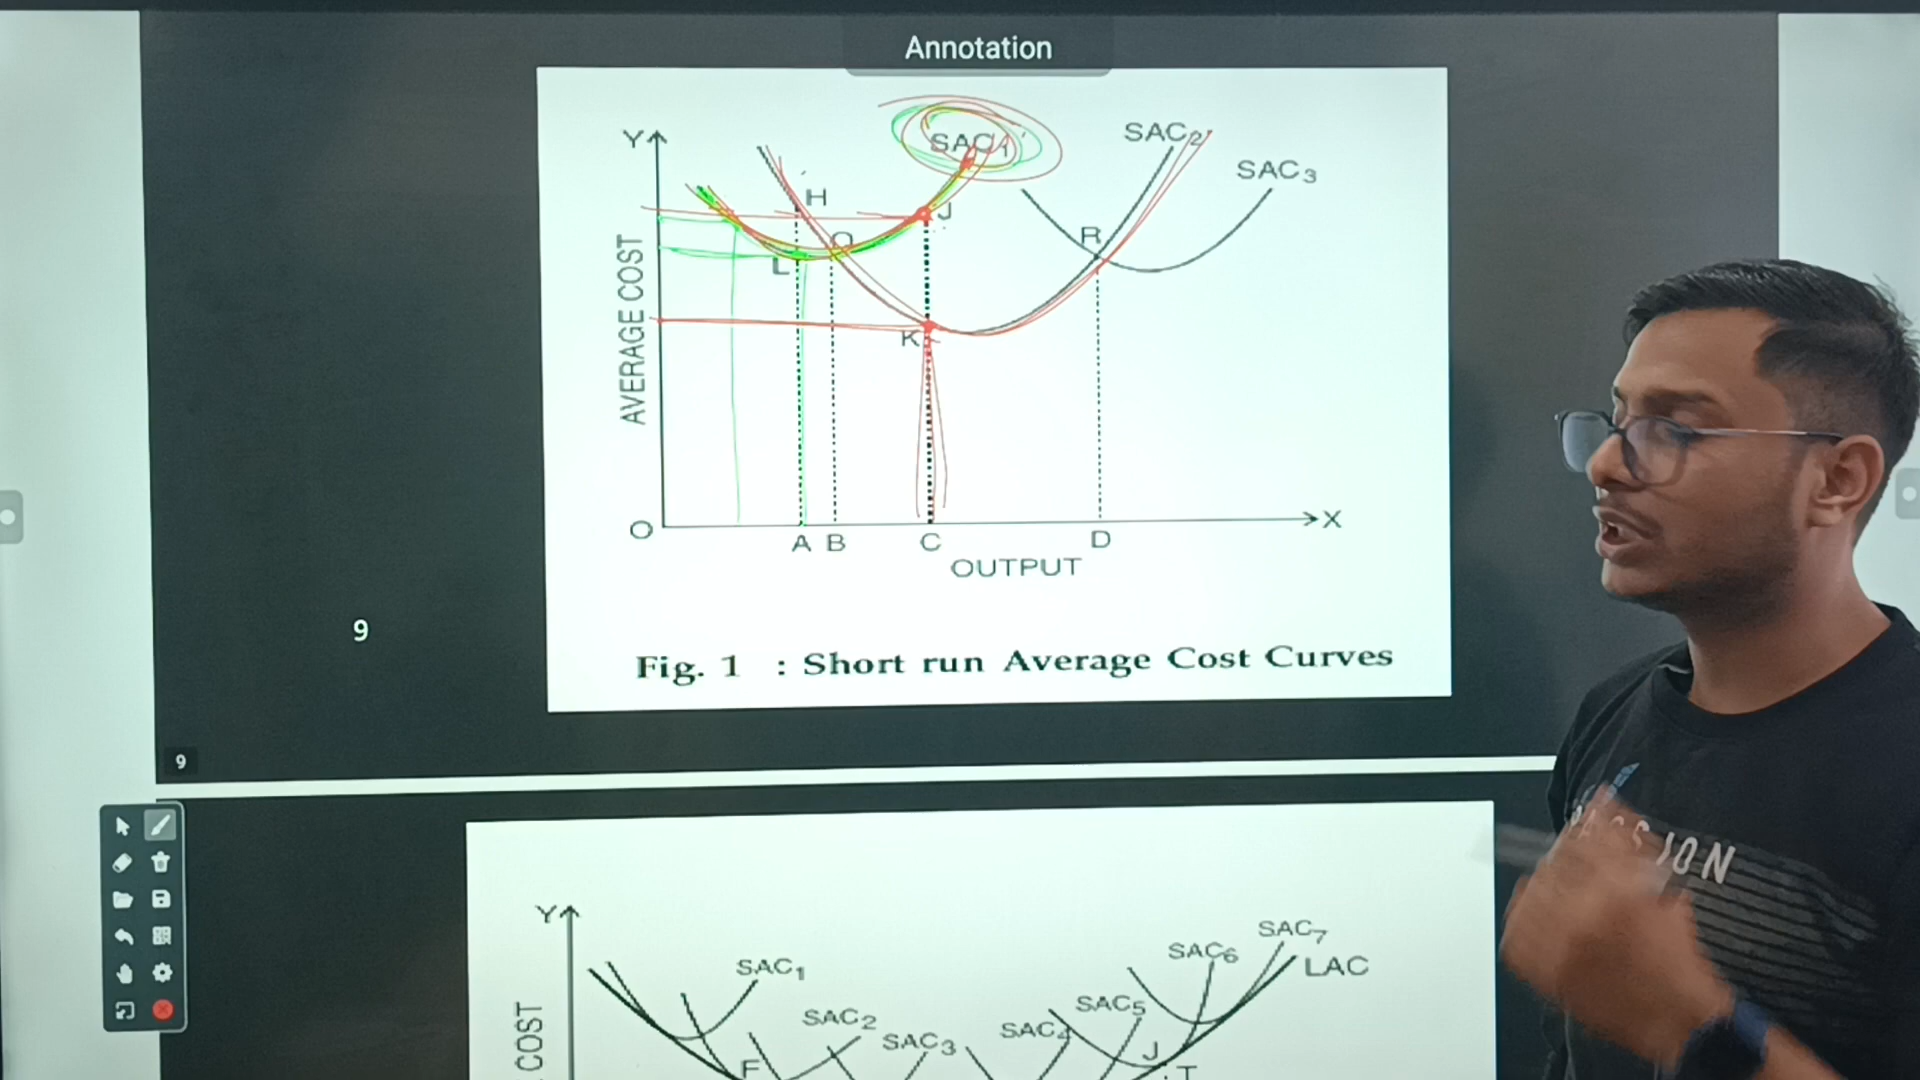 Annotation
Y
SAC1
SAC2
SAC3
H
J
Q
R
L
K
AVERAGE COST
O
X
A B C D
OUTPUT
9
Fig. 1 : Short run Average Cost Curves
9
Y
SAC1
SAC2
SAC3
SAC4
SAC5
SAC6
SAC7
LAC
COST
F
J
T
SSION